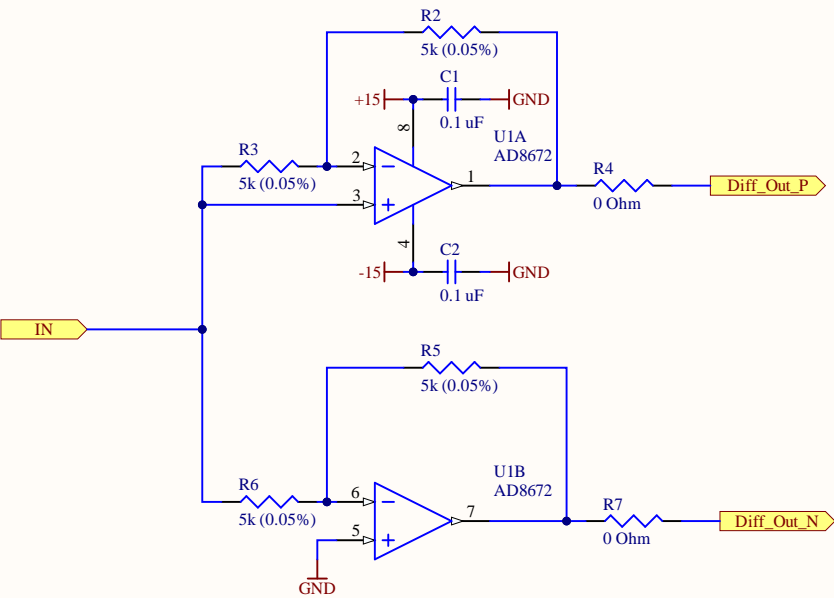 R2
5k (0.05%)
C1
+15
GND
0.1 uF
8
U1A
AD8672
R3
5k (0.05%)
2
3
1
R4
0 Ohm
Diff_Out_P
4
C2
-15
GND
0.1 uF
IN
R5
5k (0.05%)
U1B
AD8672
R6
5k (0.05%)
6
5
7
R7
0 Ohm
Diff_Out_N
GND